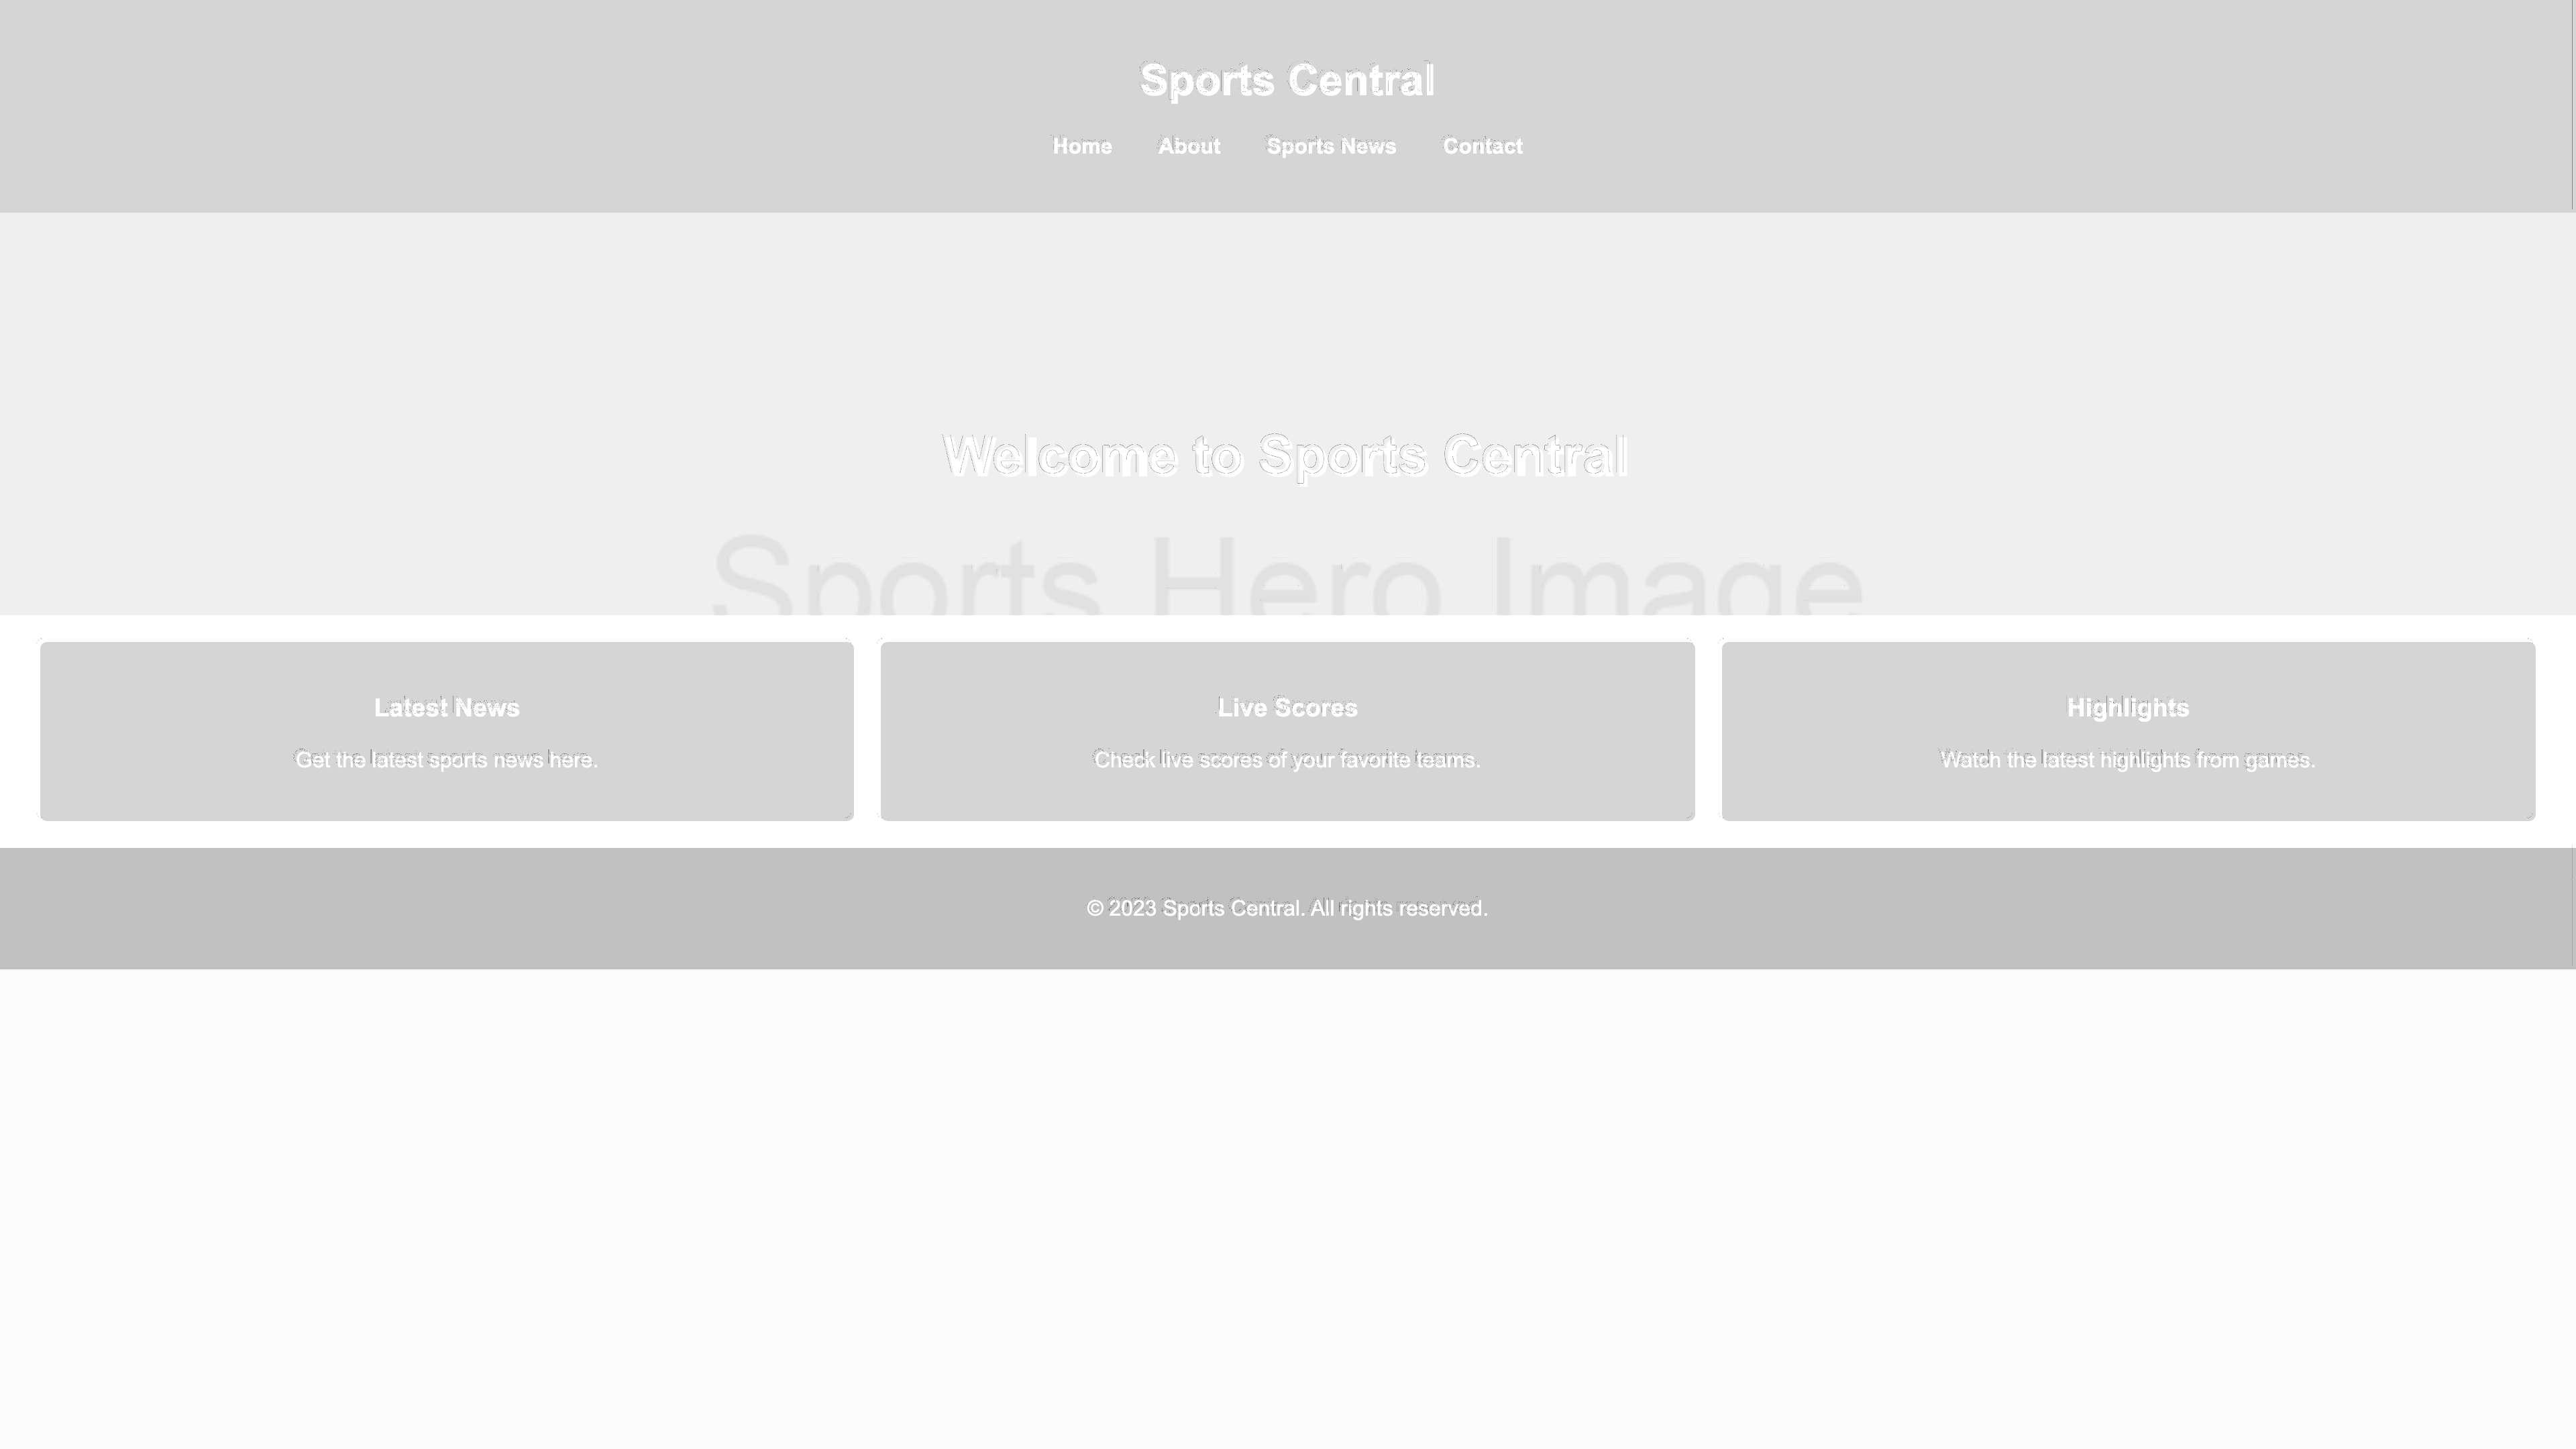 Sports Central
Home About Sports News Contact
Welcome to Sports Central
Sports Hero Image
Latest News
Get the latest sports news here.
Live Scores
Check live scores of your favorite teams.
Highlights
Watch the latest highlights from games.
© 2023 Sports Central. All rights reserved.